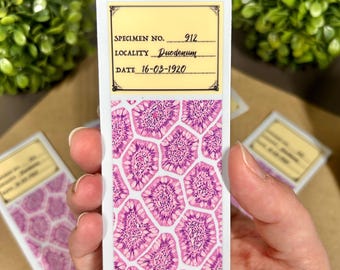 SPECIMEN NO. 912
LOCALITY Duodenum
DATE 16-03-1920